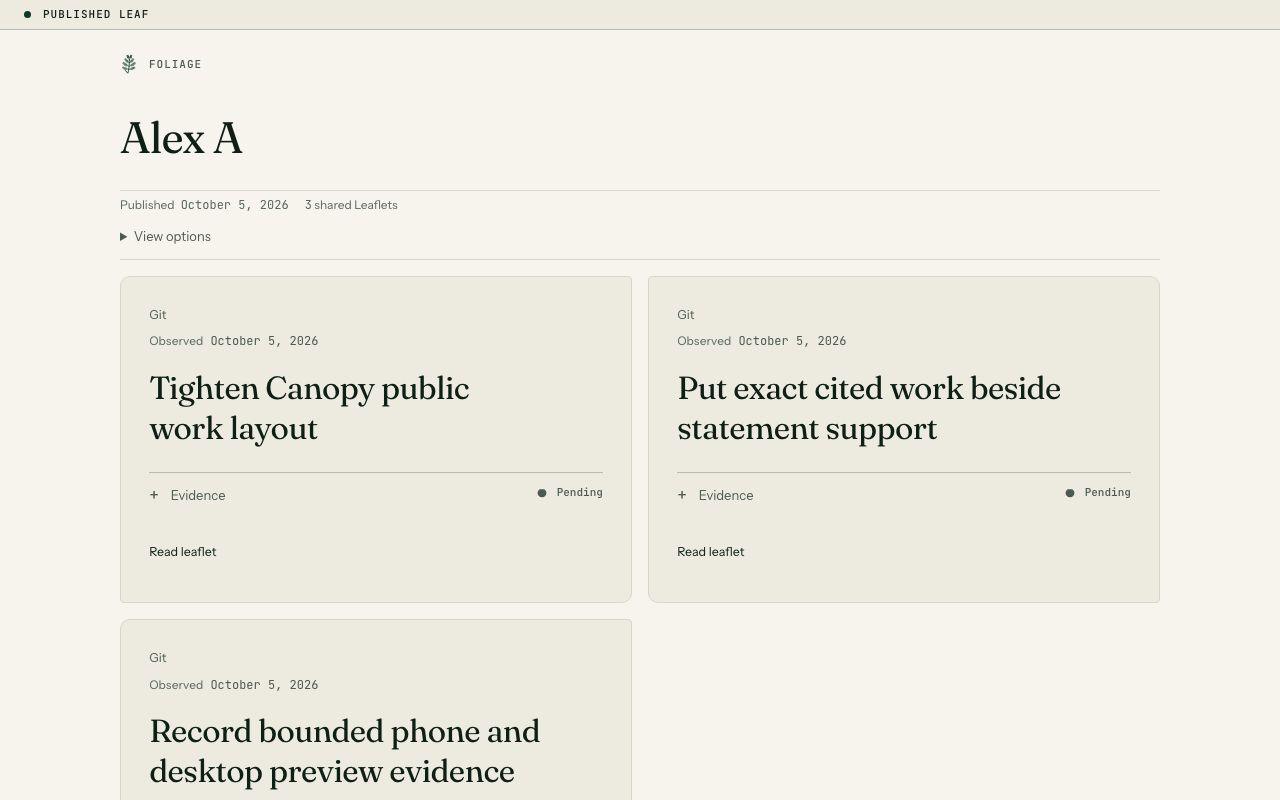 PUBLISHED LEAF
FOLIAGE
Alex A
Published October 5, 2026 3 shared Leaflets
View options
Git
Observed October 5, 2026
Tighten Canopy public
work layout
+ Evidence Pending
Read leaflet
Git
Observed October 5, 2026
Put exact cited work beside
statement support
+ Evidence Pending
Read leaflet
Git
Observed October 5, 2026
Record bounded phone and
desktop preview evidence